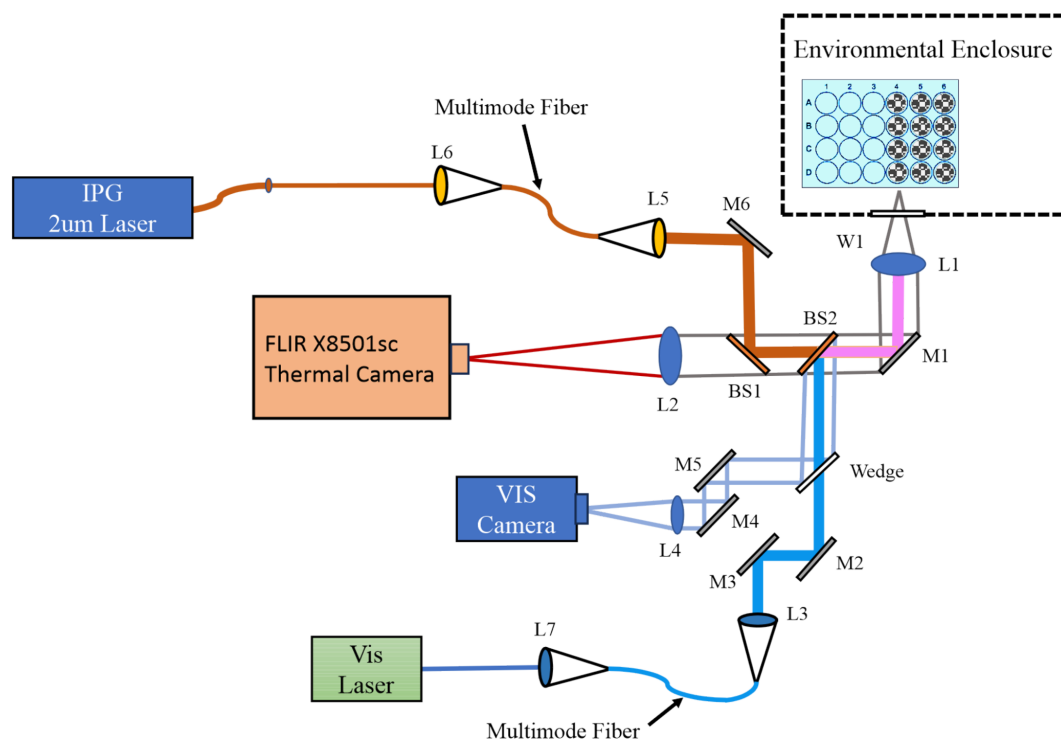 Environmental Enclosure
1 2 3 4 5 6
A
B
C
D
Multimode Fiber
L6
IPG
2um Laser
L5
M6
W1
L1
BS2
FLIR X8501sc
Thermal Camera
L2
BS1
M1
M5
Wedge
VIS
Camera
L4
M4
M3
M2
L7
L3
Vis
Laser
Multimode Fiber